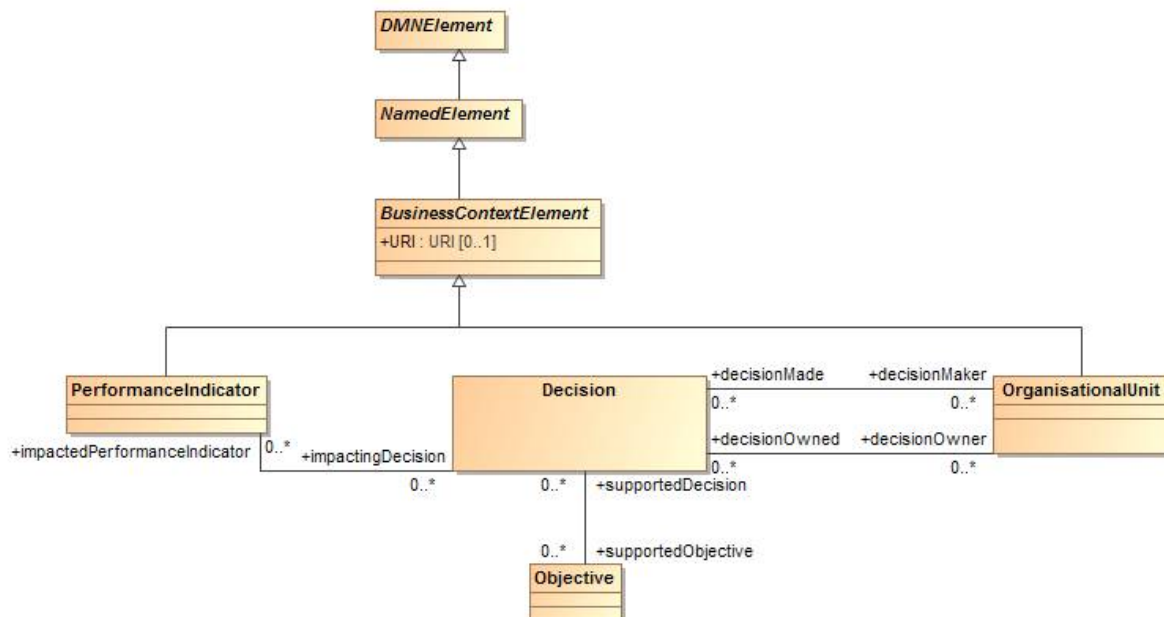 DMNElement
NamedElement
BusinessContextElement
+URI : URI [0..1]
PerformanceIndicator
Decision
+decisionMade
+decisionMaker
0..*
0..*
OrganisationalUnit
+impactedPerformanceIndicator
0..*
+impactingDecision
0..*
+decisionOwned
+decisionOwner
0..*
0..*
0..*
+supportedDecision
0..*
+supportedObjective
Objective